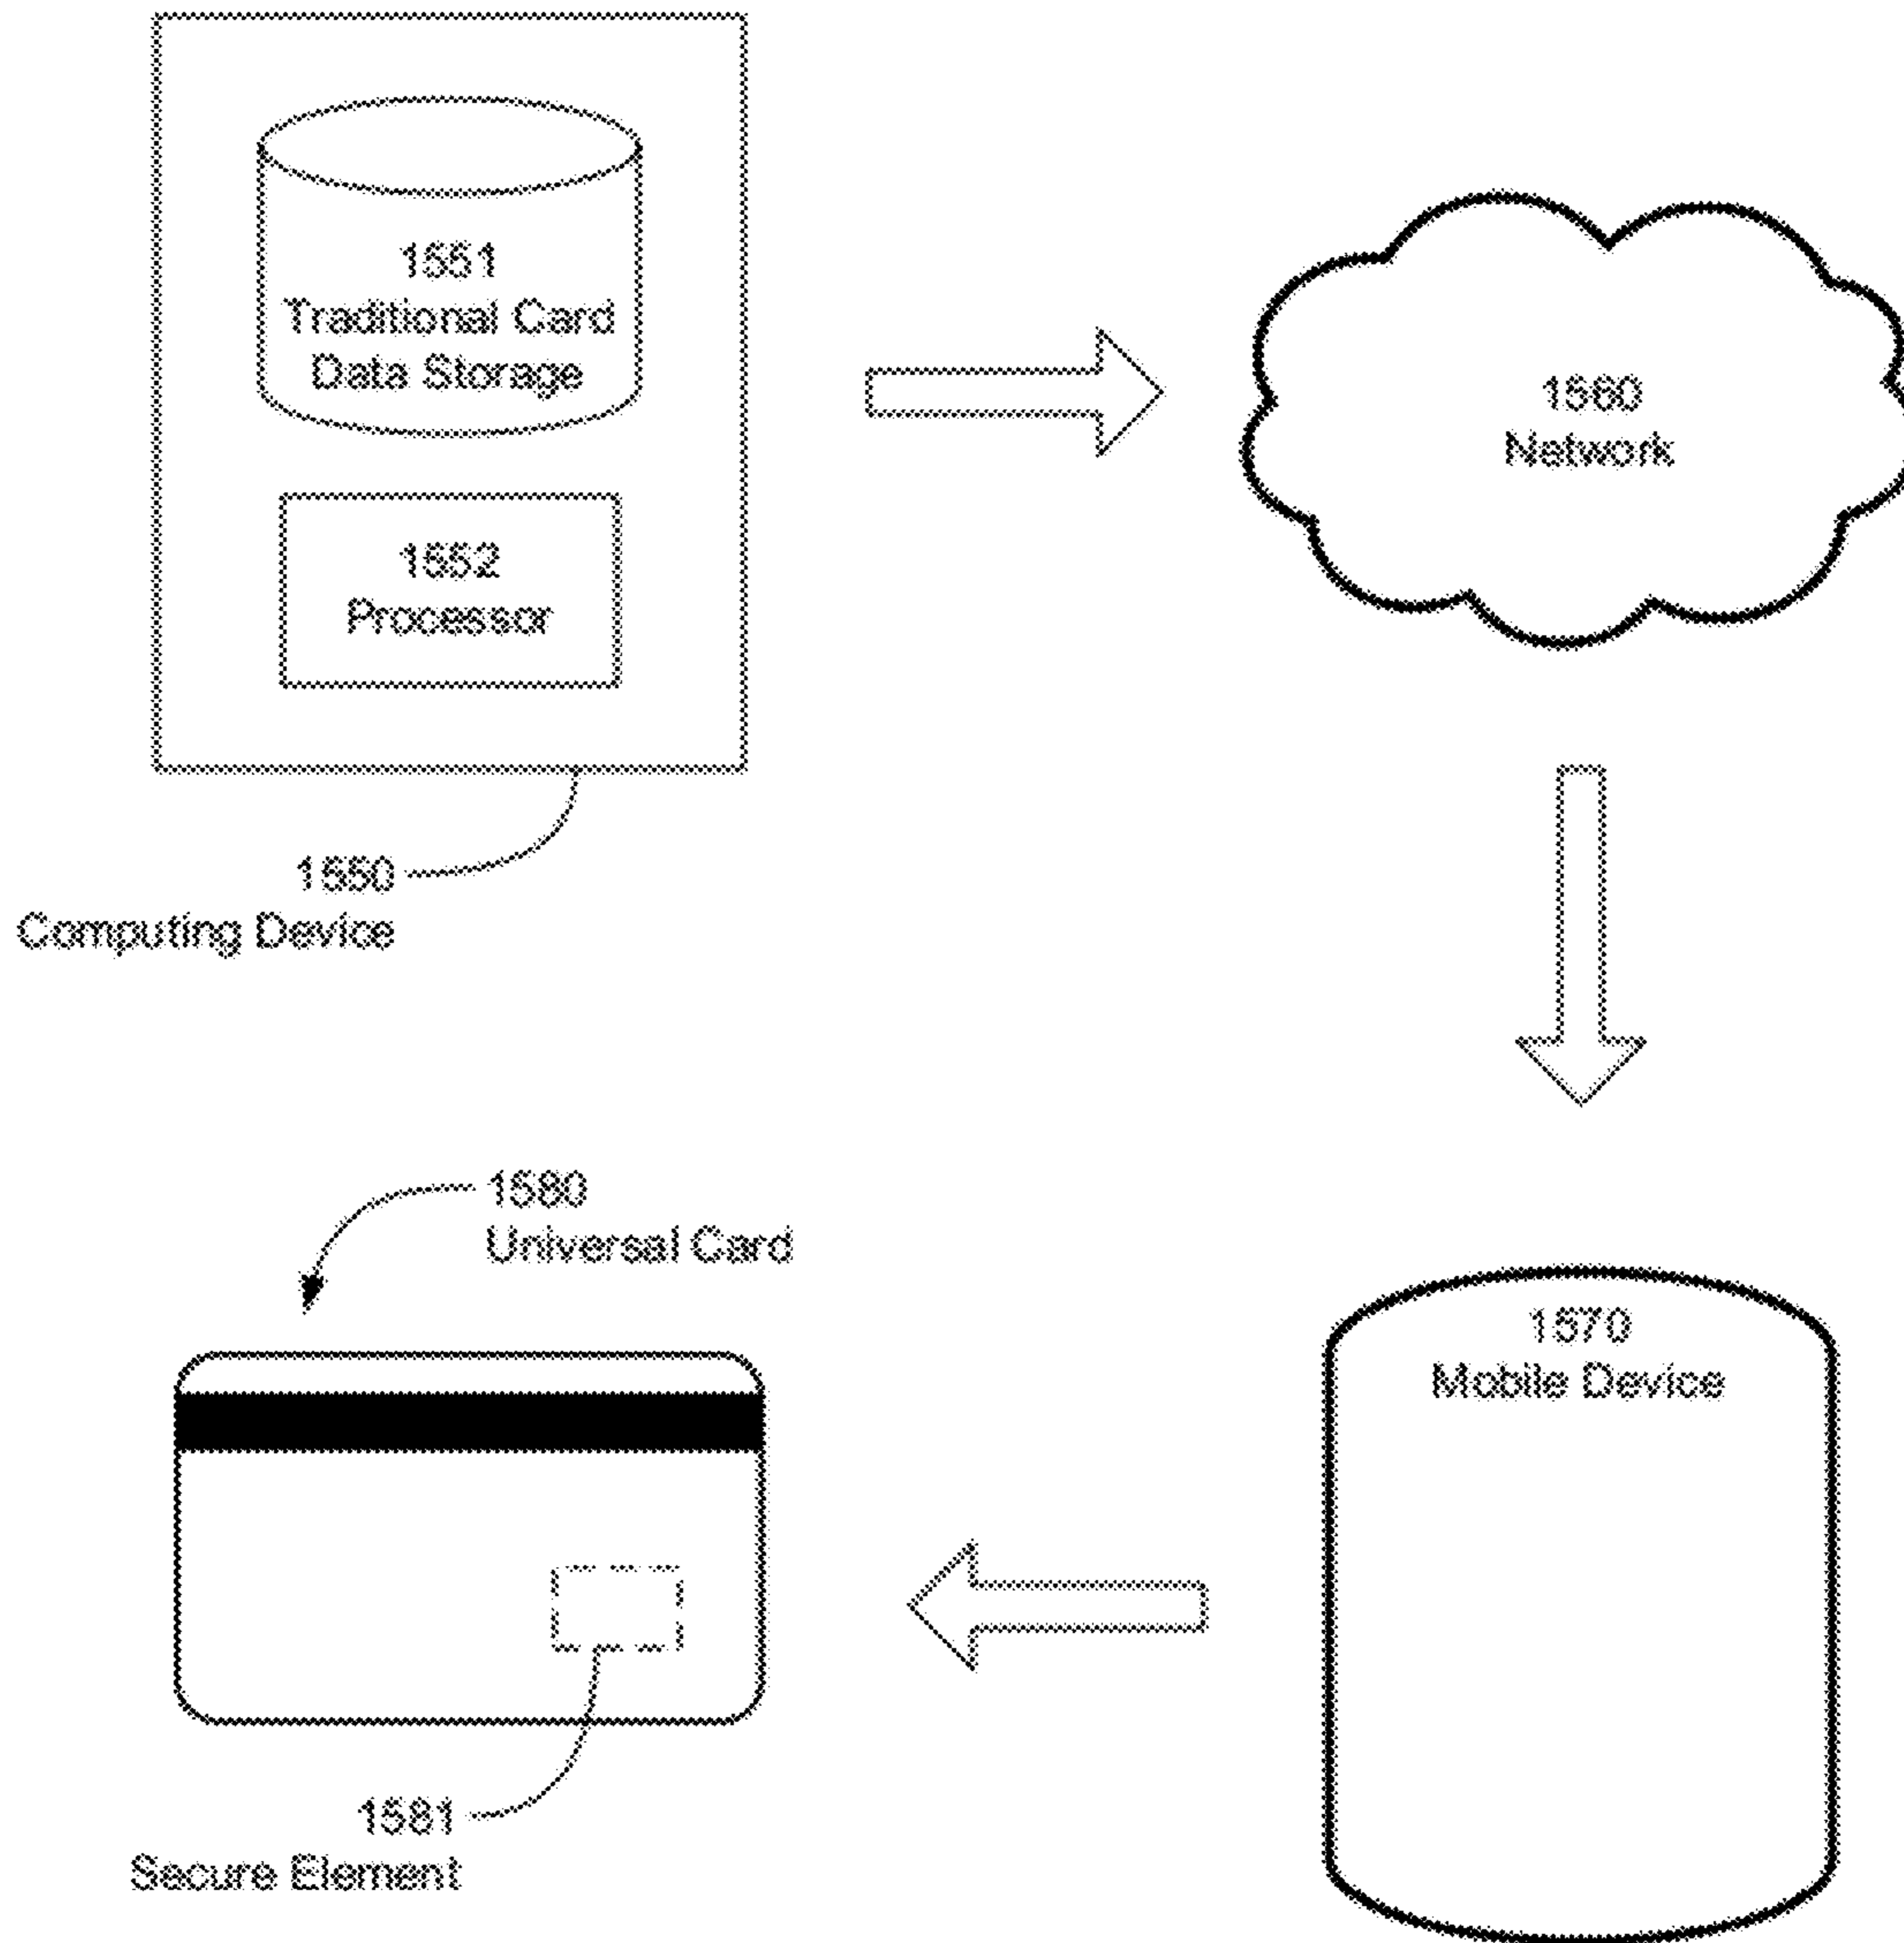 1551
Traditional Card
Data Storage
1552
Processor
1550
Computing Device
1560
Network
1580
Universal Card
1570
Mobile Device
1581
Secure Element